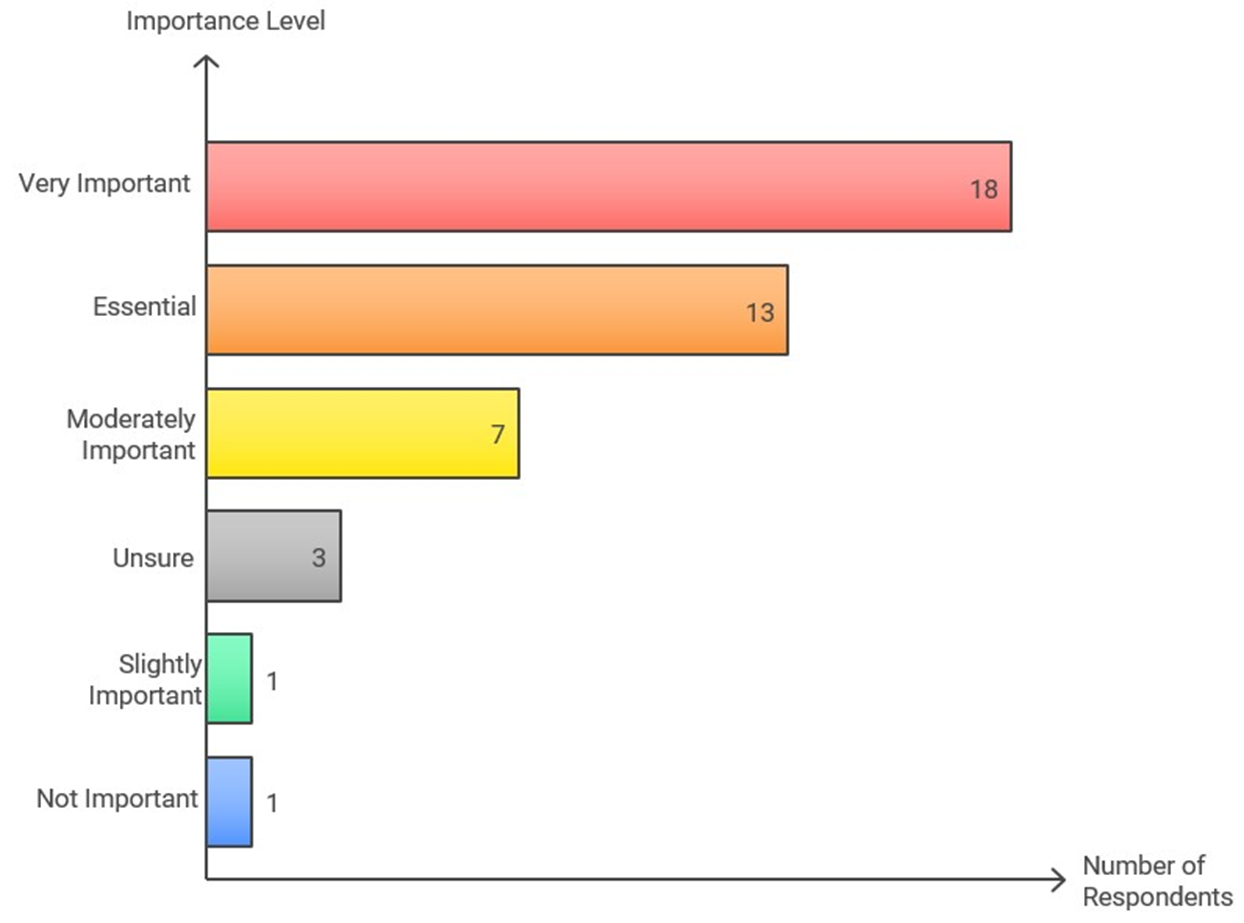 Importance Level
Very Important
18
Essential
13
Moderately
Important
7
Unsure
3
Slightly
Important
1
Not Important
1
Number of
Respondents